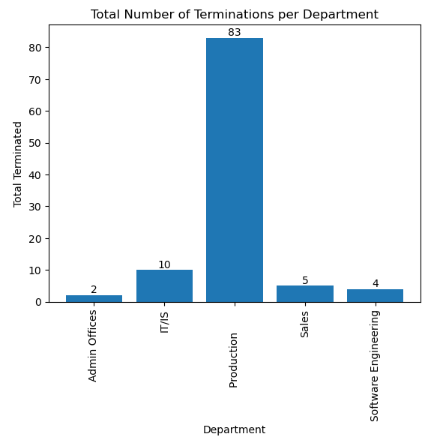 Total Number of Terminations per Department
Total Terminated
80
70
60
50
40
30
20
10
0
2
10
83
5
4
Admin Offices
IT/IS
Production
Sales
Software Engineering
Department